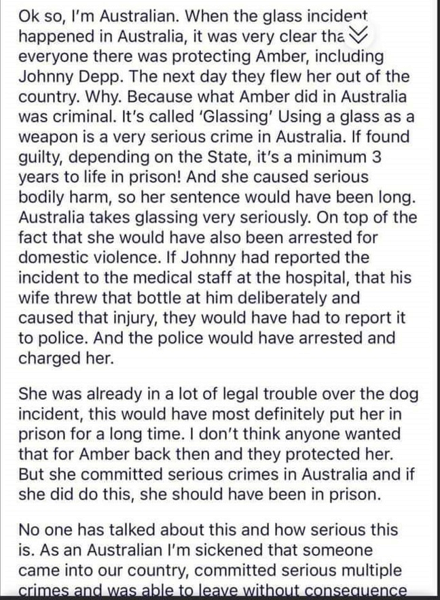 Ok so, I'm Australian. When the glass incident
happened in Australia, it was very clear tha
everyone there was protecting Amber, including
Johnny Depp. The next day they flew her out of the
country. Why. Because what Amber did in Australia
was criminal. It's called 'Glassing' Using a glass as a
weapon is a very serious crime in Australia. If found
guilty, depending on the State, it's a minimum 3
years to life in prison! And she caused serious
bodily harm, so her sentence would have been long.
Australia takes glassing very seriously. On top of the
fact that she would have also been arrested for
domestic violence. If Johnny had reported the
incident to the medical staff at the hospital, that his
wife threw that bottle at him deliberately and
caused that injury, they would have had to report it
to police. And the police would have arrested and
charged her.
She was already in a lot of legal trouble over the dog
incident, this would have most definitely put her in
prison for a long time. I don't think anyone wanted
that for Amber back then and they protected her.
But she committed serious crimes in Australia and if
she did do this, she should have been in prison.
No one has talked about this and how serious this
is. As an Australian I'm sickened that someone
came into our country, committed serious multiple
crimes and was able to leave without consequence